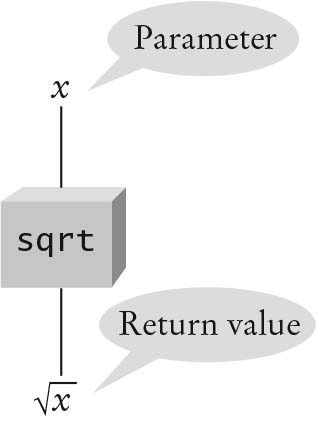 Parameter
x
sqrt
Return value
√x